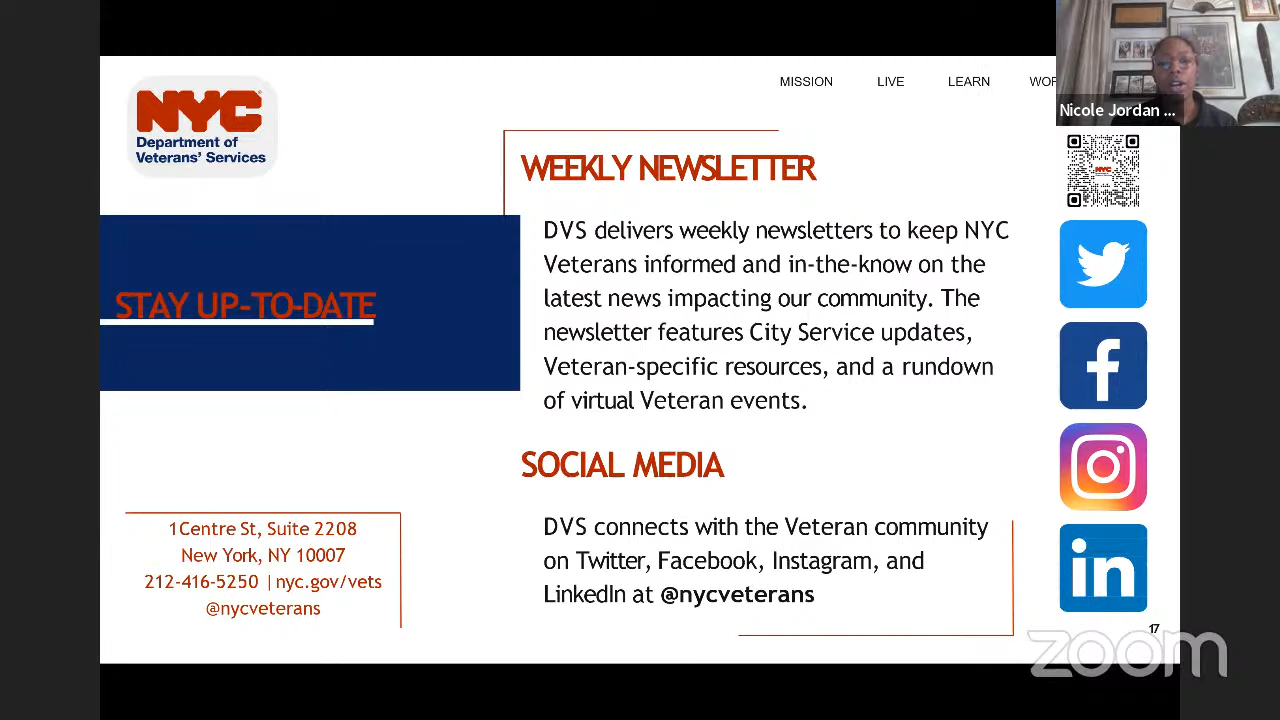 MISSION LIVE LEARN WOR
Nicole Jordan ...
NYC
Department of
Veterans' Services
WEEKLY NEWSLETTER
DVS delivers weekly newsletters to keep NYC
Veterans informed and in-the-know on the
latest news impacting our community. The
newsletter features City Service updates,
Veteran-specific resources, and a rundown
of virtual Veteran events.
STAY UP-TO-DATE
SOCIAL MEDIA
DVS connects with the Veteran community
on Twitter, Facebook, Instagram, and
LinkedIn at @nycveterans
1Centre St, Suite 2208
New York, NY 10007
212-416-5250 |nyc.gov/vets
@nycveterans
NYC
f
in
17
zoom